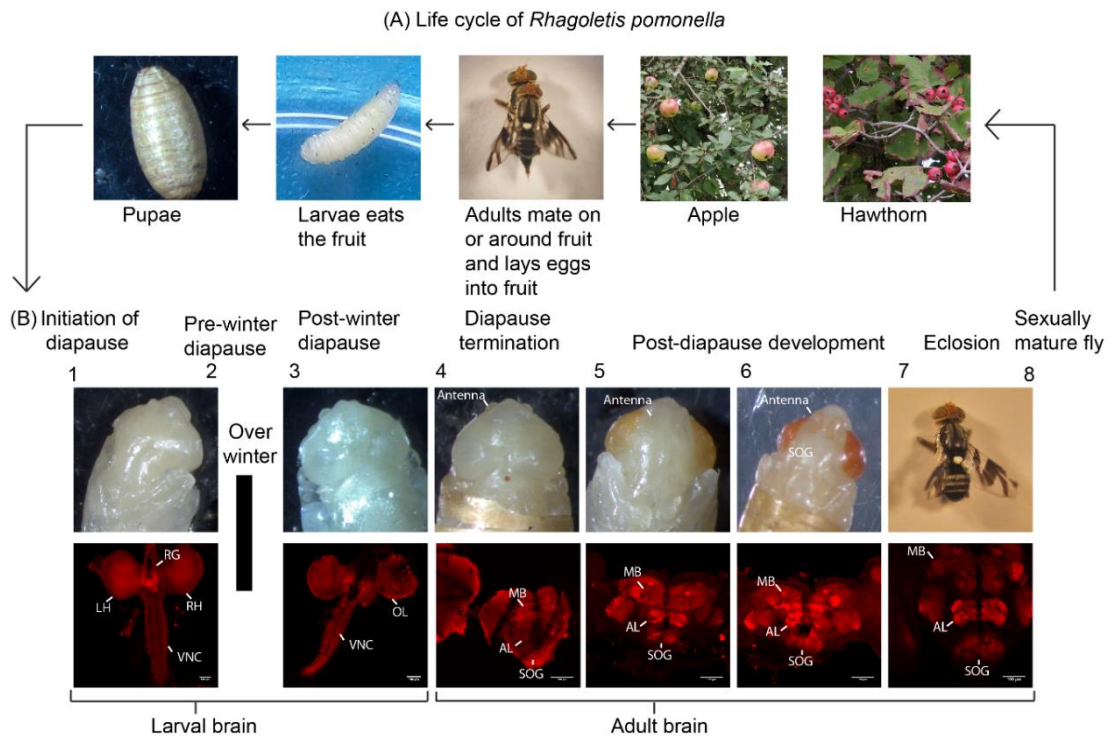 (A) Life cycle of Rhagoletis pomonella
Pupae
Larvae eats
the fruit
Adults mate on
or around fruit
and lays eggs
into fruit
Apple
Hawthorn
(B) Initiation of
diapause
Pre-winter
diapause
Post-winter
diapause
Diapause
termination
Post-diapause development
Eclosion
Sexually
mature fly
1
2
3
4
5
6
7
8
Over
winter
Antenna
Antenna
Antenna
SOG
RG
LH
RH
VNC
OL
VNC
MB
AL
SOG
MB
AL
SOG
MB
AL
SOG
MB
AL
SOG
Larval brain
Adult brain